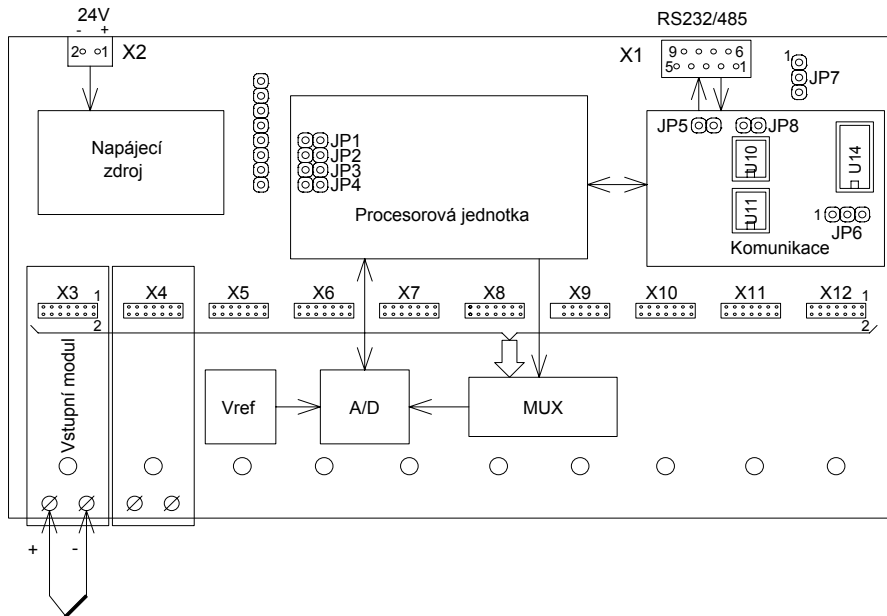 24V
- +
2 1 X2
RS232/485
X1
9 6
5 1
1
JP7
JP5 JP8
U10
U14
U11
1
JP6
Komunikace
Napájecí
zdroj
JP1
JP2
JP3
JP4
Procesorová jednotka
X3 1 X4 X5 X6 X7 X8 X9 X10 X11 X12 1
2 2
Vstupní modul
Vref
A/D
MUX
+ -